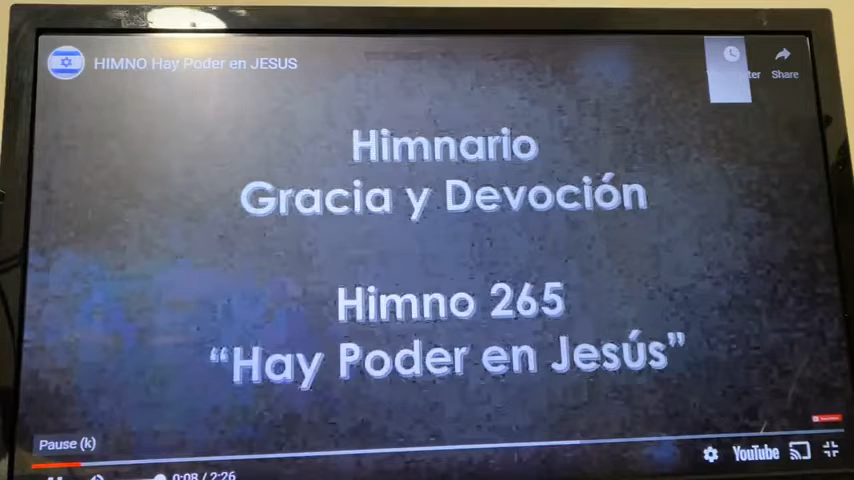 HIMNO Hay Poder en JESUS
Share
Himnario
Gracia y Devoción
Himno 265
“Hay Poder en Jesús”
Pause (k)
0:08 / 2:26
YouTube